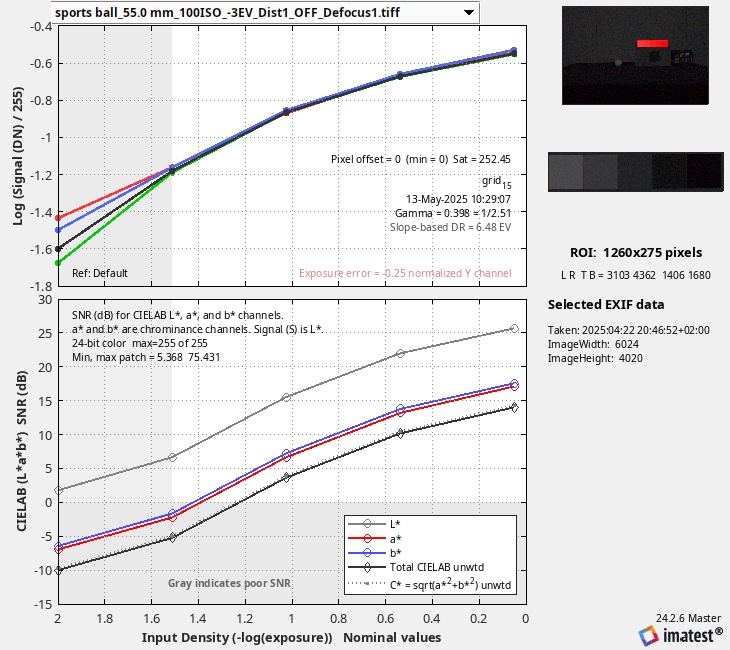 sports ball_55.0 mm_100ISO_-3EV_Dist1_OFF_Defocus1.tiff
-0.4
-0.6
-0.8
-1
-1.2
-1.4
-1.6
-1.8
Log (Signal (DN) / 255)
Pixel offset = 0  (min = 0)  Sat = 252.45
grid15
13-May-2025 10:29:07
Gamma = 0.398 = 1/2.51
Slope-based DR = 6.48 EV
Ref: Default
Exposure error = -0.25 normalized Y channel
ROI:  1260x275 pixels
L R  T B = 3103 4362  1406 1680
Selected EXIF data
Taken: 2025:04:22 20:46:52+02:00
ImageWidth:  6024
ImageHeight:  4020
30
25
20
15
10
5
0
-5
-10
-15
CIELAB (L*a*b*)  SNR (dB)
SNR (dB) for CIELAB L*, a*, and b* channels.
a* and b* are chrominance channels. Signal (S) is L*.
24-bit color  max=255 of 255
Min, max patch = 5.368  75.431
L*
a*
b*
Total CIELAB unwtd
C* = sqrt(a*2+b*2) unwtd
Gray indicates poor SNR
2 1.8 1.6 1.4 1.2 1 0.8 0.6 0.4 0.2 0
Input Density (-log(exposure))   Nominal values
24.2.6 Master
imatest®